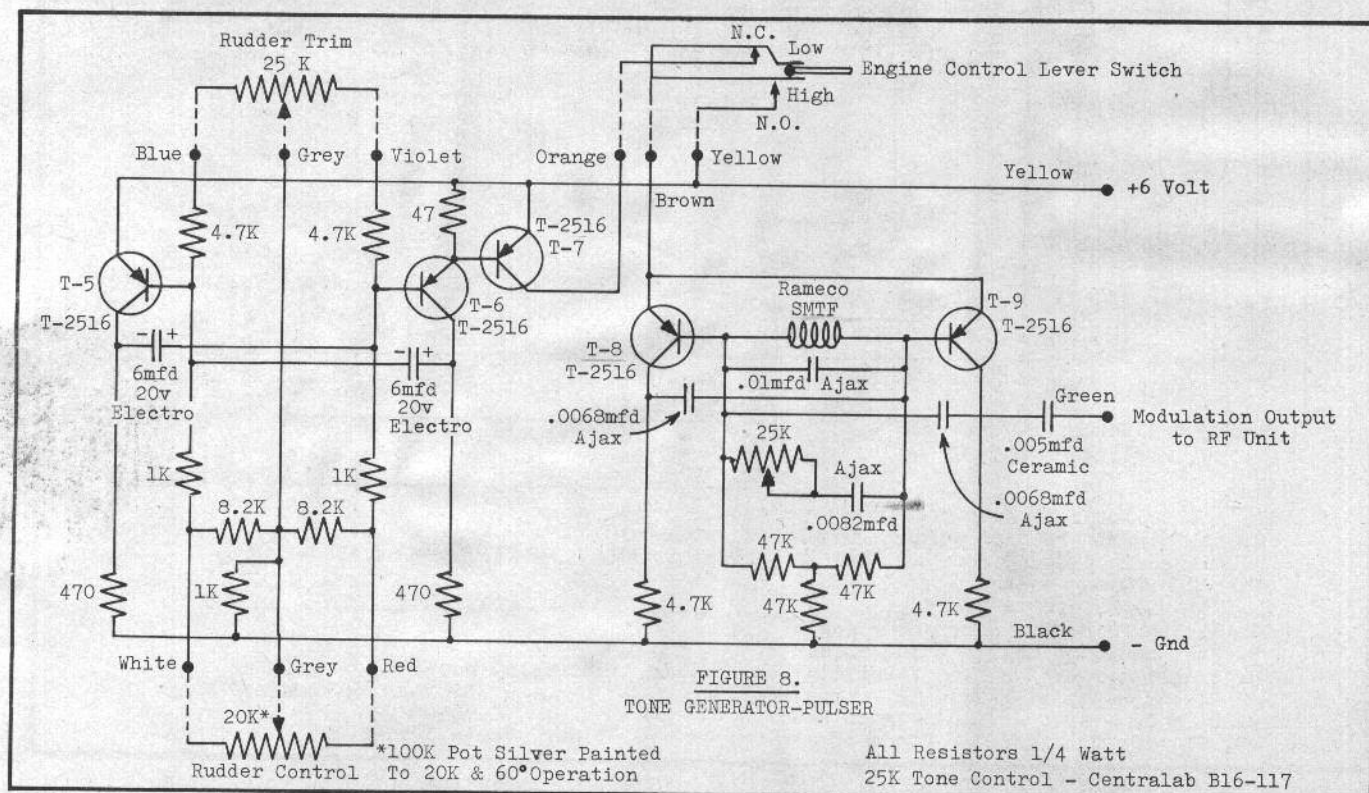 Rudder Trim
25 K
N.C.
Low
Engine Control Lever Switch
High
N.O.
Blue
Grey
Violet
Orange
Yellow
Yellow
+6 Volt
Brown
4.7K
4.7K
47
T-2516
T-7
T-5
T-2516
T-6
T-2516
Rameco
SMTF
T-9
T-2516
T-8
T-2516
- +
6mfd
20v
Electro
- +
6mfd
20v
Electro
.01mfd Ajax
.0068mfd
Ajax
Green
Modulation Output
to RF Unit
.005mfd
Ceramic
25K
Ajax
.0082mfd
.0068mfd
Ajax
1K
1K
8.2K
8.2K
47K
47K
47K
470
1K
470
4.7K
4.7K
Black
- Gnd
White
Grey
Red
FIGURE 8.
TONE GENERATOR-PULSER
20K*
Rudder Control
*100K Pot Silver Painted
To 20K & 60° Operation
All Resistors 1/4 Watt
25K Tone Control - Centralab B16-117